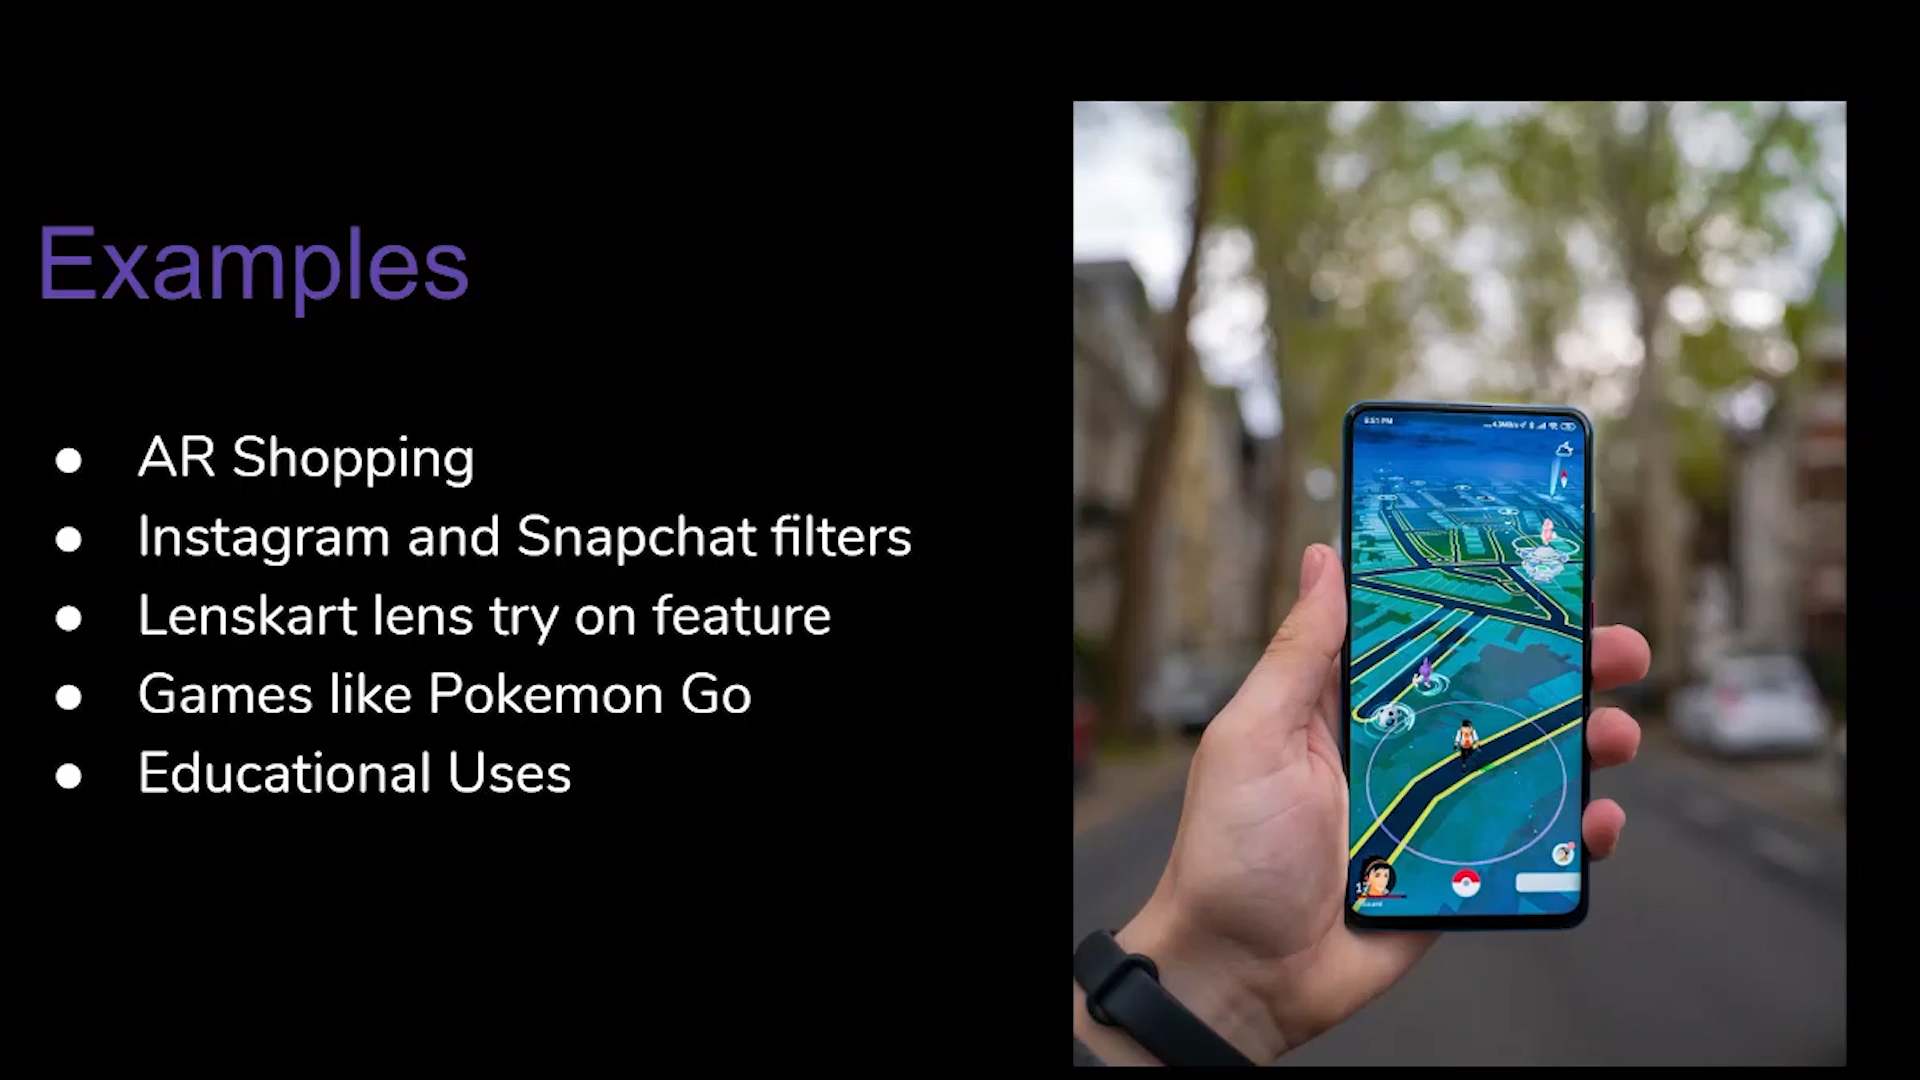 Examples
● AR Shopping
● Instagram and Snapchat filters
● Lenskart lens try on feature
● Games like Pokemon Go
● Educational Uses